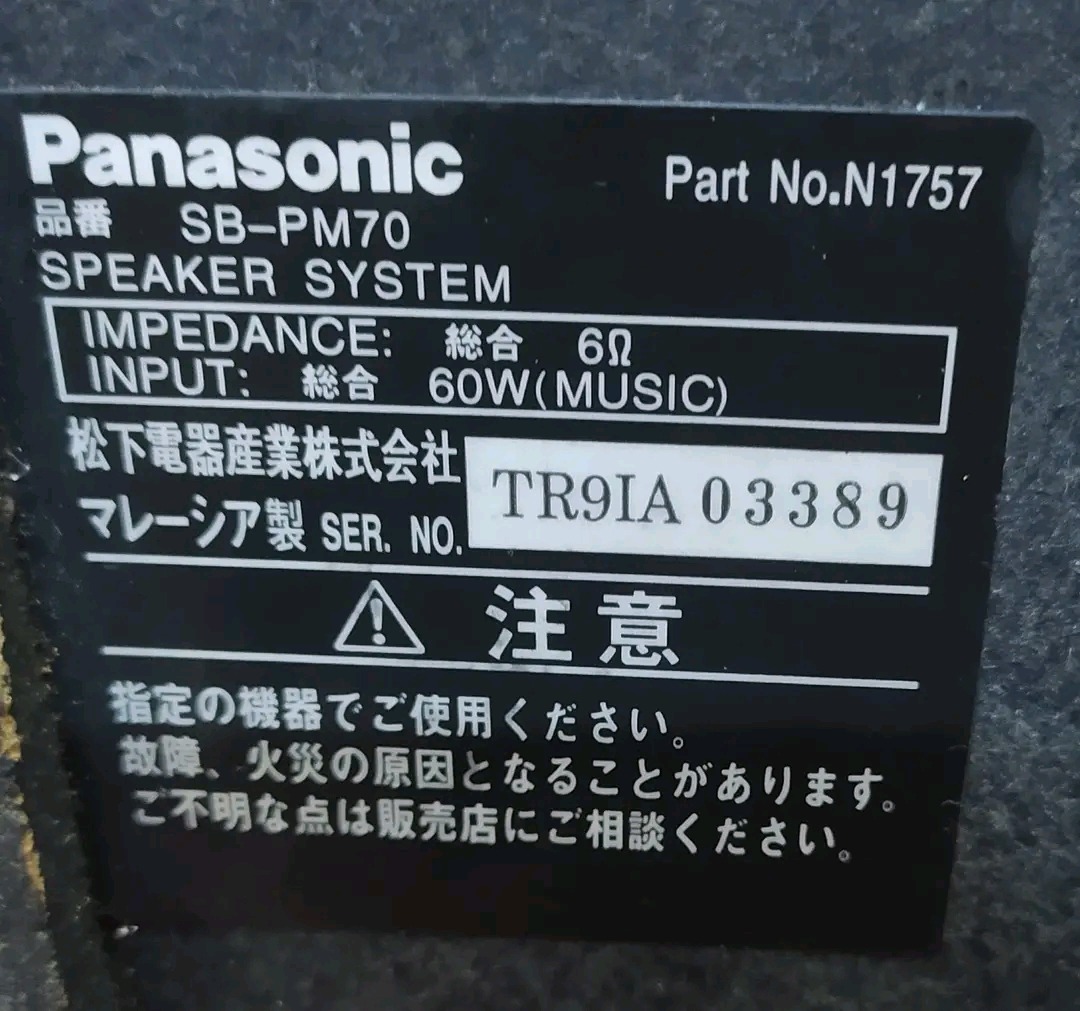 Panasonic
Part No.N1757
品番 SB-PM70
SPEAKER SYSTEM
IMPEDANCE: 総合 6Ω
INPUT: 総合 60W(MUSIC)
松下電器産業株式会社
マレーシア製 SER. NO. TR9IA 03389
注意
指定の機器でご使用ください。
故障、火災の原因となることがあります。
ご不明な点は販売店にご相談ください。